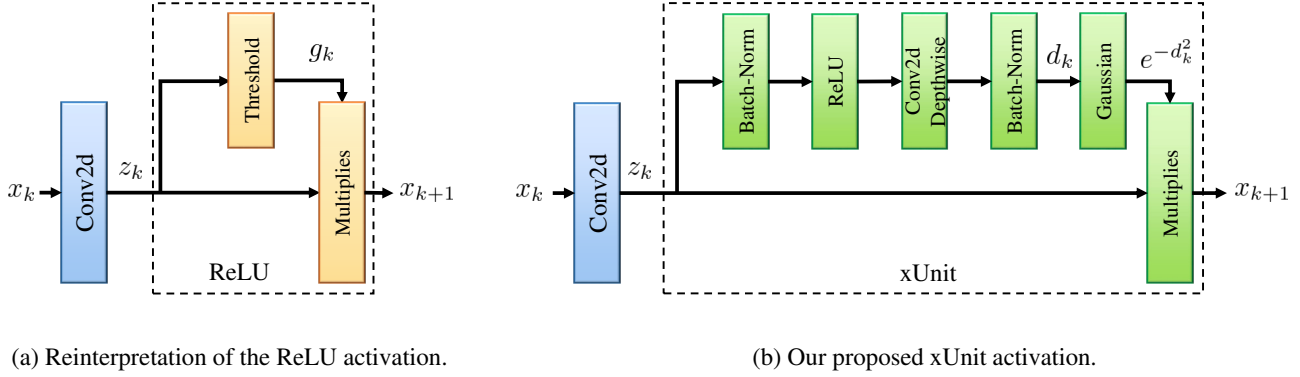 Threshold
g_k
Conv2d
x_k
z_k
Multiplies
x_{k+1}
ReLU
(a) Reinterpretation of the ReLU activation.
Batch-Norm
ReLU
Conv2d
Depthwise
Batch-Norm
d_k
Gaussian
e^{-d_k^2}
x_k
Conv2d
z_k
Multiplies
x_{k+1}
xUnit
(b) Our proposed xUnit activation.